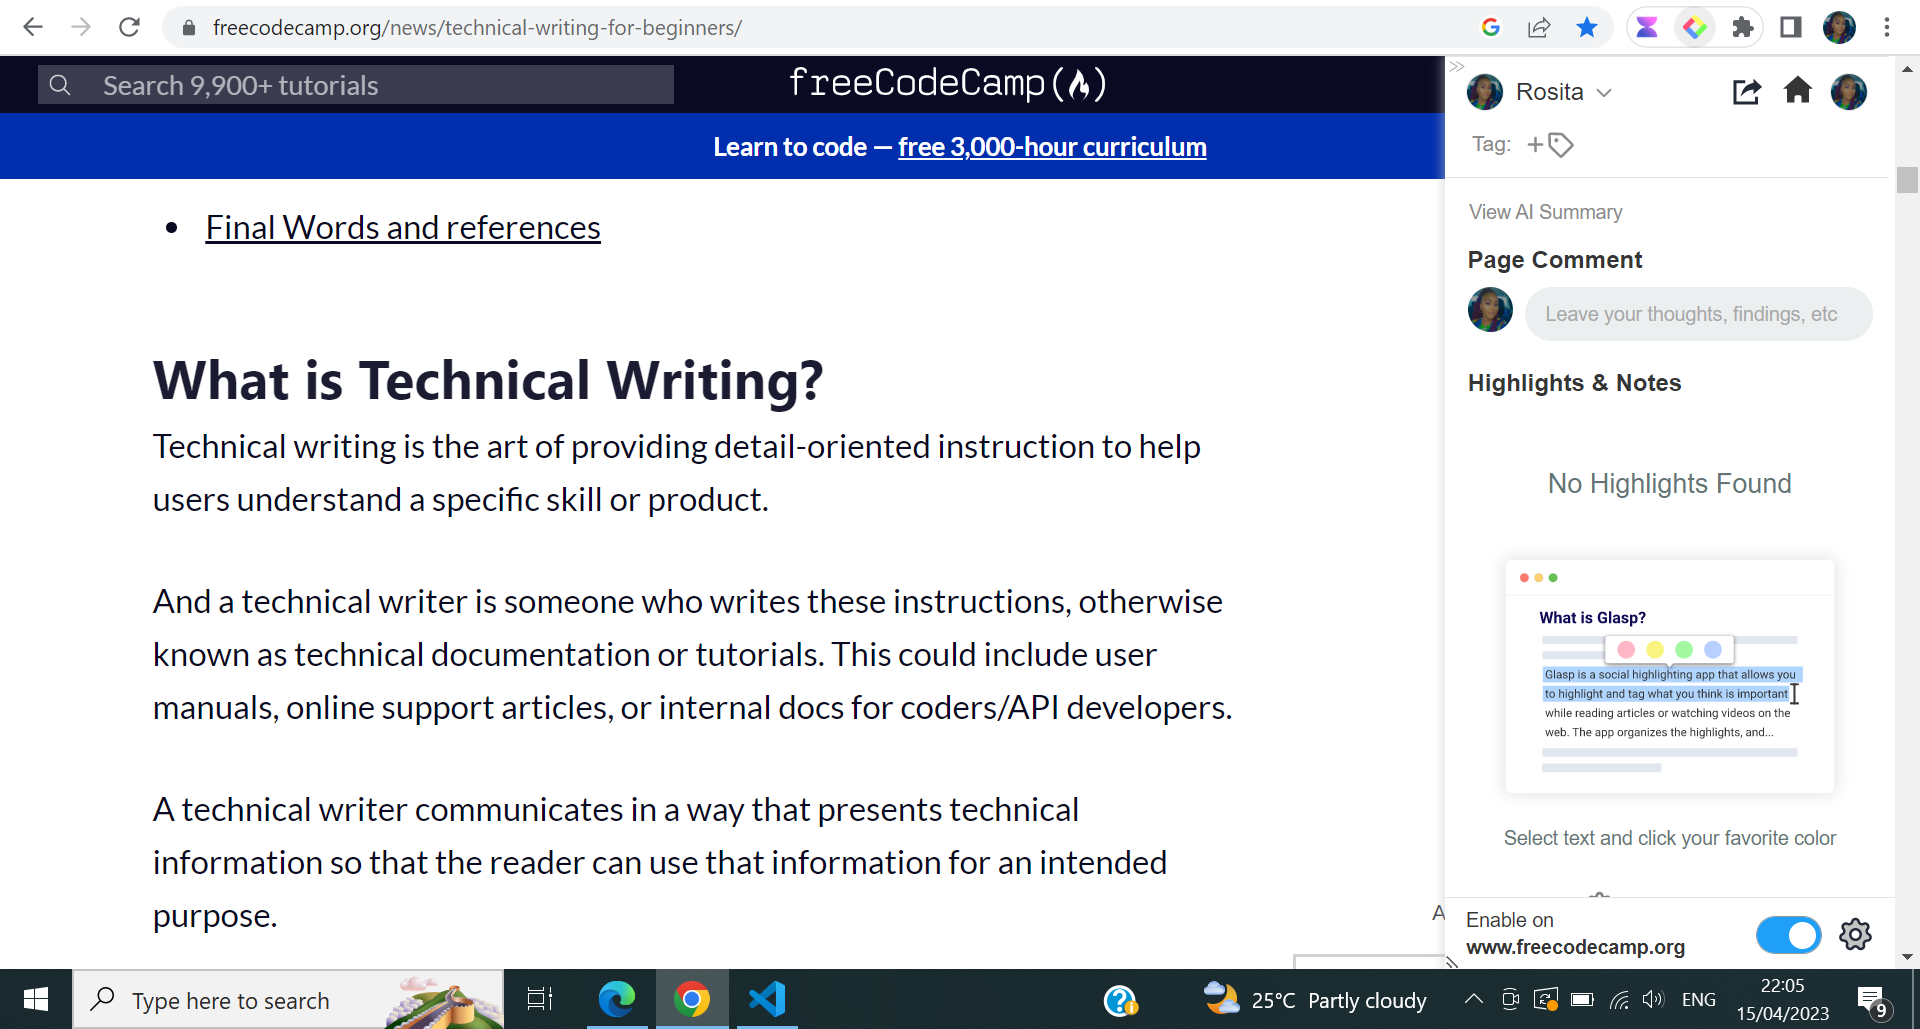 freecodecamp.org/news/technical-writing-for-beginners/
Search 9,900+ tutorials
freeCodeCamp
Learn to code — free 3,000-hour curriculum
Final Words and references
What is Technical Writing?
Technical writing is the art of providing detail-oriented instruction to help
users understand a specific skill or product.
And a technical writer is someone who writes these instructions, otherwise
known as technical documentation or tutorials. This could include user
manuals, online support articles, or internal docs for coders/API developers.
A technical writer communicates in a way that presents technical
information so that the reader can use that information for an intended
purpose.
A
Rosita
Tag:
View AI Summary
Page Comment
Leave your thoughts, findings, etc
Highlights & Notes
No Highlights Found
What is Glasp?
Glasp is a social highlighting app that allows you
to highlight and tag what you think is important
while reading articles or watching videos on the
web. The app organizes the highlights, and...
Select text and click your favorite color
Enable on
www.freecodecamp.org
Type here to search
25°C Partly cloudy
ENG
22:05
15/04/2023
9